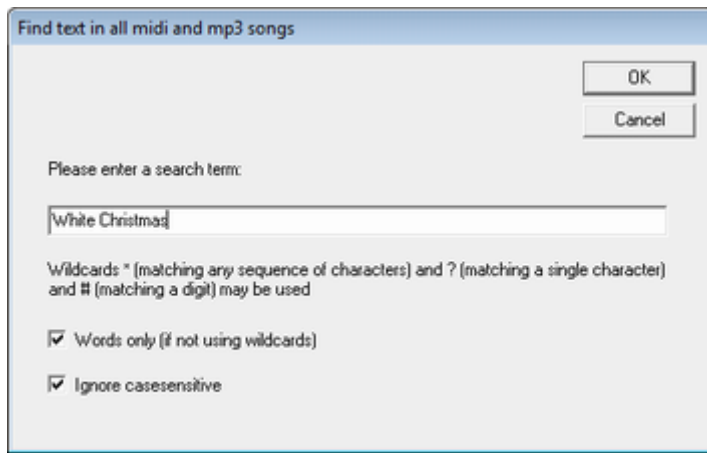 Find text in all midi and mp3 songs
OK
Cancel
Please enter a search term:
White Christmas
Wildcards * (matching any sequence of characters) and ? (matching a single character)
and # (matching a digit) may be used
Words only (if not using wildcards)
Ignore casesensitive